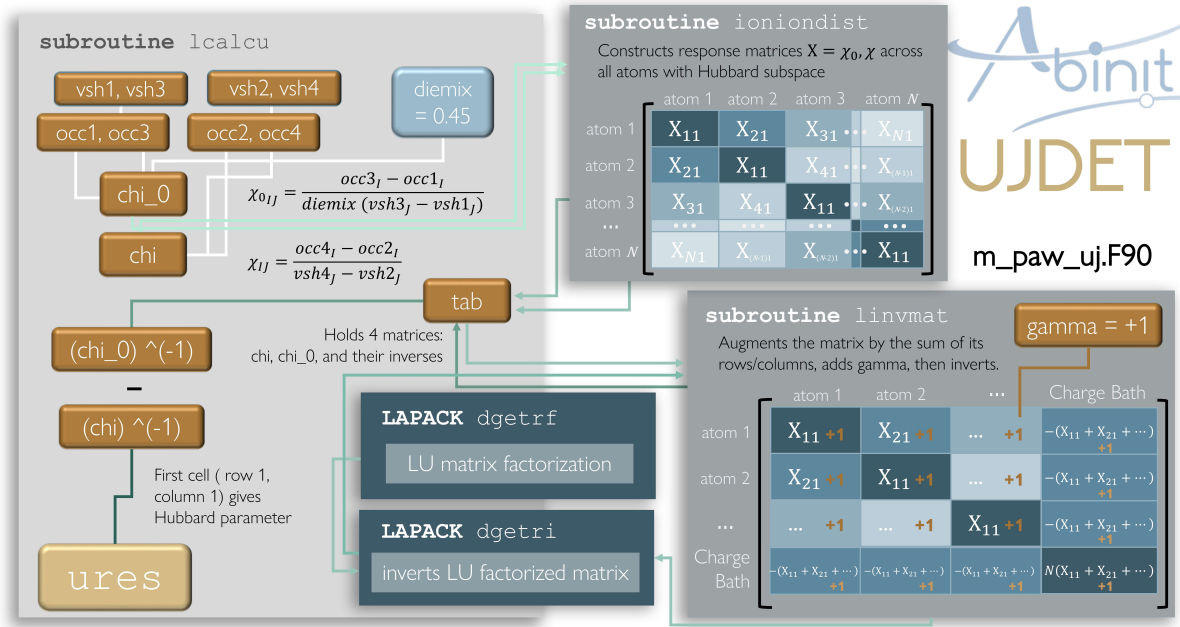 subroutine lcalcu
vsh1, vsh3
vsh2, vsh4
diemix
= 0.45
occ1, occ3
occ2, occ4
chi_0
χ₀IJ = (occ3I − occ1I) / (diemix (vsh3J − vsh1J))
chi
χIJ = (occ4I − occ2I) / (vsh4J − vsh2J)
tab
Holds 4 matrices:
chi, chi_0, and their inverses
(chi_0) ^(-1)
−
(chi) ^(-1)
First cell ( row 1,
column 1) gives
Hubbard parameter
ures
LAPACK dgetrf
LU matrix factorization
LAPACK dgetri
inverts LU factorized matrix
subroutine ioniondist
Constructs response matrices X = χ₀, χ across
all atoms with Hubbard subspace
atom 1 atom 2 atom 3 atom N
atom 1 X11 X21 X31 ••• XN1
atom 2 X21 X11 X41 ••• X(N-1)1
atom 3 X31 X41 X11 ••• X(N-2)1
... ••• ••• ••• •••
atom N XN1 X(N-1)1 X(N-2)1 ••• X11
Abinit
UJDET
m_paw_uj.F90
subroutine linvmat
gamma = +1
Augments the matrix by the sum of its
rows/columns, adds gamma, then inverts.
atom 1 atom 2 ... Charge Bath
atom 1 X11 +1 X21 +1 ... +1 −(X11 + X21 + ⋯) +1
atom 2 X21 +1 X11 +1 ... +1 −(X11 + X21 + ⋯) +1
... ... +1 ... +1 X11 +1 −(X11 + X21 + ⋯) +1
Charge
Bath
−(X11 + X21 + ⋯) +1 −(X11 + X21 + ⋯) +1 −(X11 + X21 + ⋯) +1 N(X11 + X21 + ⋯) +1